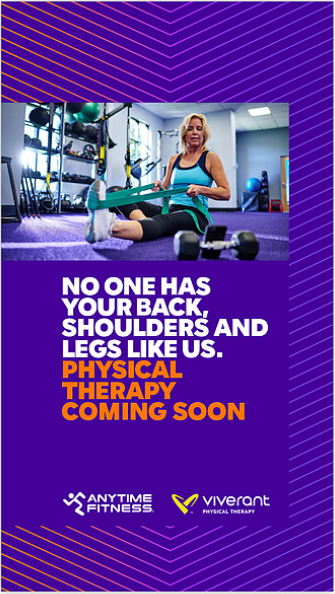 NO ONE HAS
YOUR BACK,
SHOULDERS AND
LEGS LIKE US.
PHYSICAL
THERAPY
COMING SOON
ANYTIME
FITNESS
viverant
PHYSICAL THERAPY